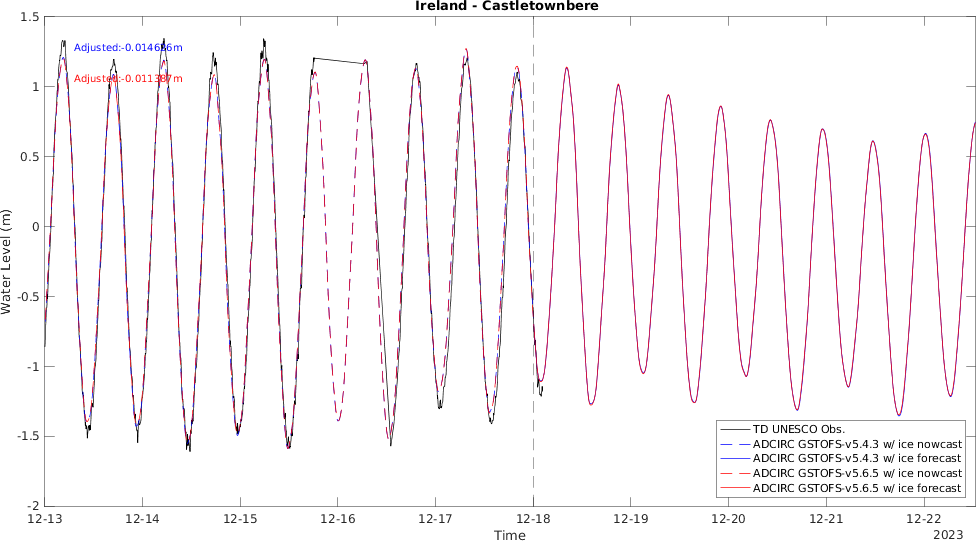 Ireland - Castletownbere
1.5
1
0.5
0
-0.5
-1
-1.5
-2
Water Level (m)
Adjusted:-0.014686m
Adjusted:-0.011387m
TD UNESCO Obs.
ADCIRC GSTOFS-v5.4.3 w/ ice nowcast
ADCIRC GSTOFS-v5.4.3 w/ ice forecast
ADCIRC GSTOFS-v5.6.5 w/ ice nowcast
ADCIRC GSTOFS-v5.6.5 w/ ice forecast
12-13 12-14 12-15 12-16 12-17 12-18 12-19 12-20 12-21 12-22
Time
2023